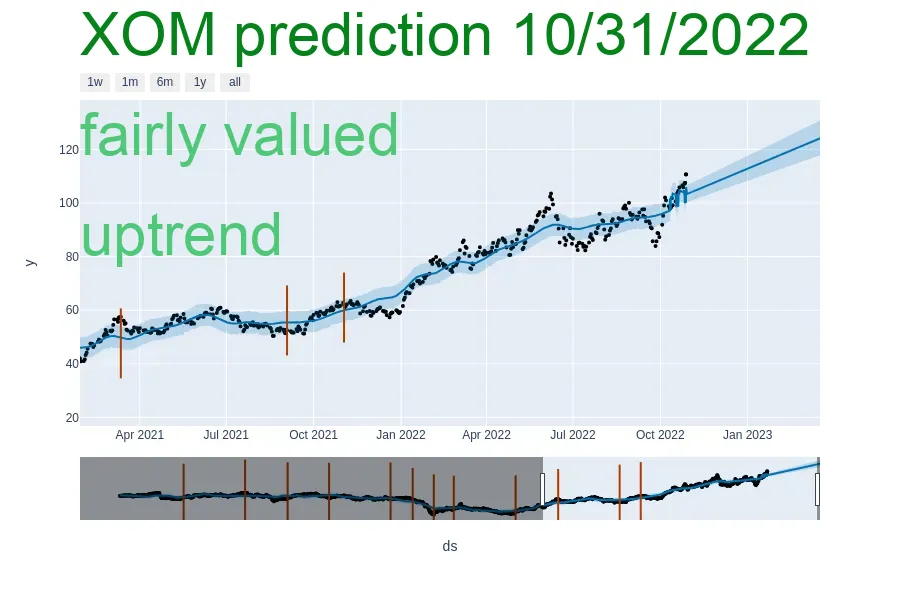 XOM prediction 10/31/2022
1w 1m 6m 1y all
fairly valued
120
100
uptrend
80
y
60
40
20
Apr 2021 Jul 2021 Oct 2021 Jan 2022 Apr 2022 Jul 2022 Oct 2022 Jan 2023
ds